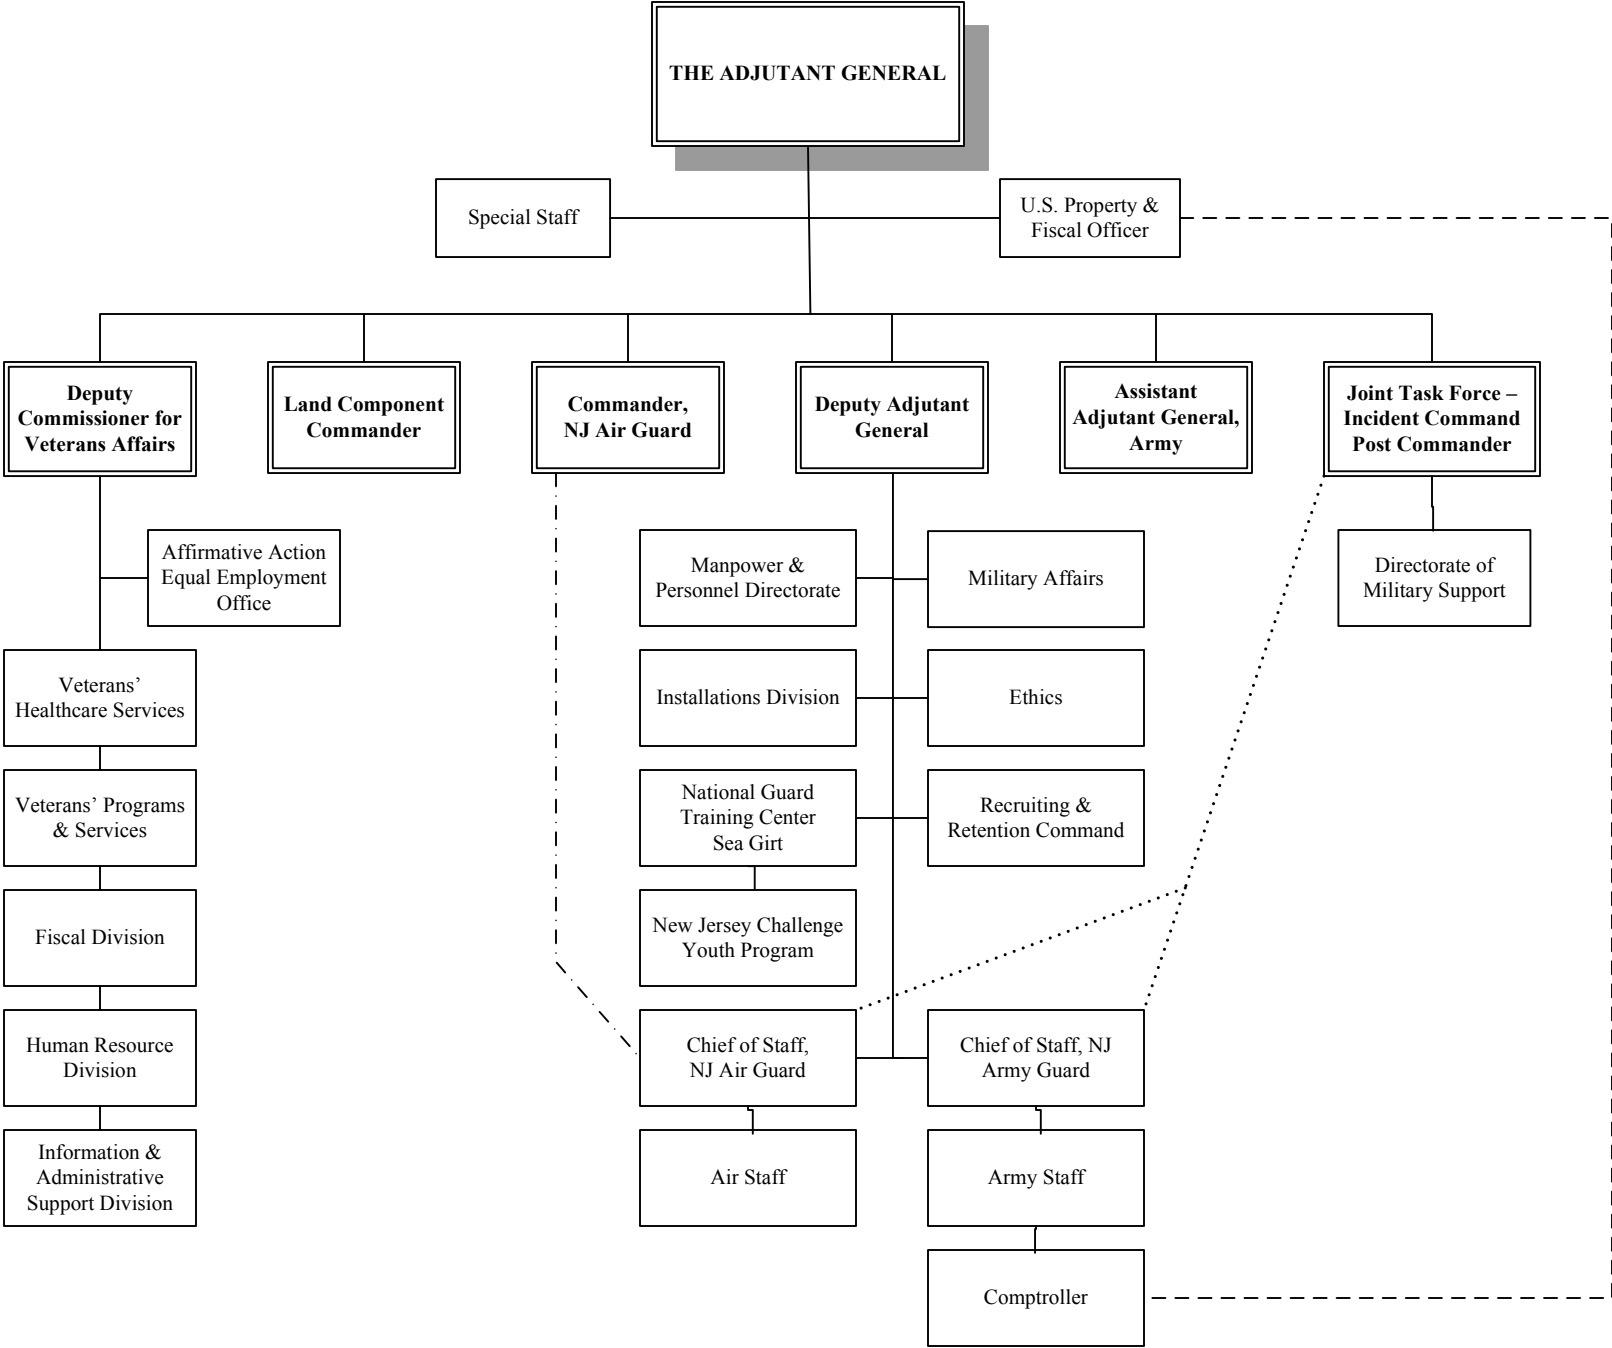 THE ADJUTANT GENERAL
Special Staff
U.S. Property &
Fiscal Officer
Deputy
Commissioner for
Veterans Affairs
Land Component
Commander
Commander,
NJ Air Guard
Deputy Adjutant
General
Assistant
Adjutant General,
Army
Joint Task Force –
Incident Command
Post Commander
Affirmative Action
Equal Employment
Office
Manpower &
Personnel Directorate
Military Affairs
Directorate of
Military Support
Veterans’
Healthcare Services
Installations Division
Ethics
Veterans’ Programs
& Services
National Guard
Training Center
Sea Girt
Recruiting &
Retention Command
Fiscal Division
New Jersey Challenge
Youth Program
Human Resource
Division
Chief of Staff,
NJ Air Guard
Chief of Staff, NJ
Army Guard
Information &
Administrative
Support Division
Air Staff
Army Staff
Comptroller